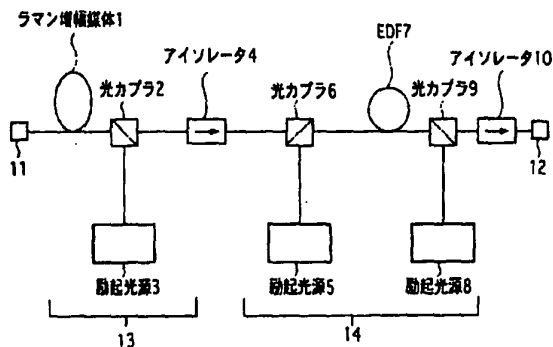 ラマン増幅媒体1
アイソレータ4
EDF7
アイソレータ10
光カプラ2
光カプラ6
光カプラ9
11
12
励起光源3
励起光源5
励起光源8
13
14